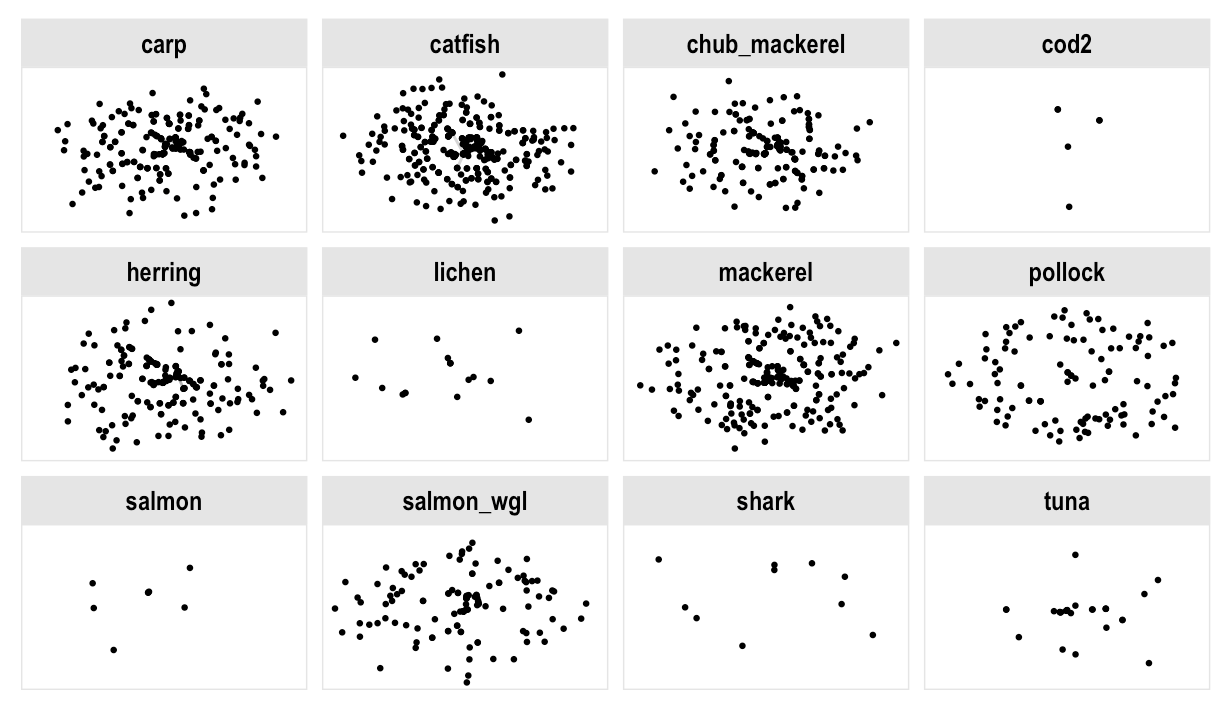 carp
catfish
chub_mackerel
cod2
herring
lichen
mackerel
pollock
salmon
salmon_wgl
shark
tuna